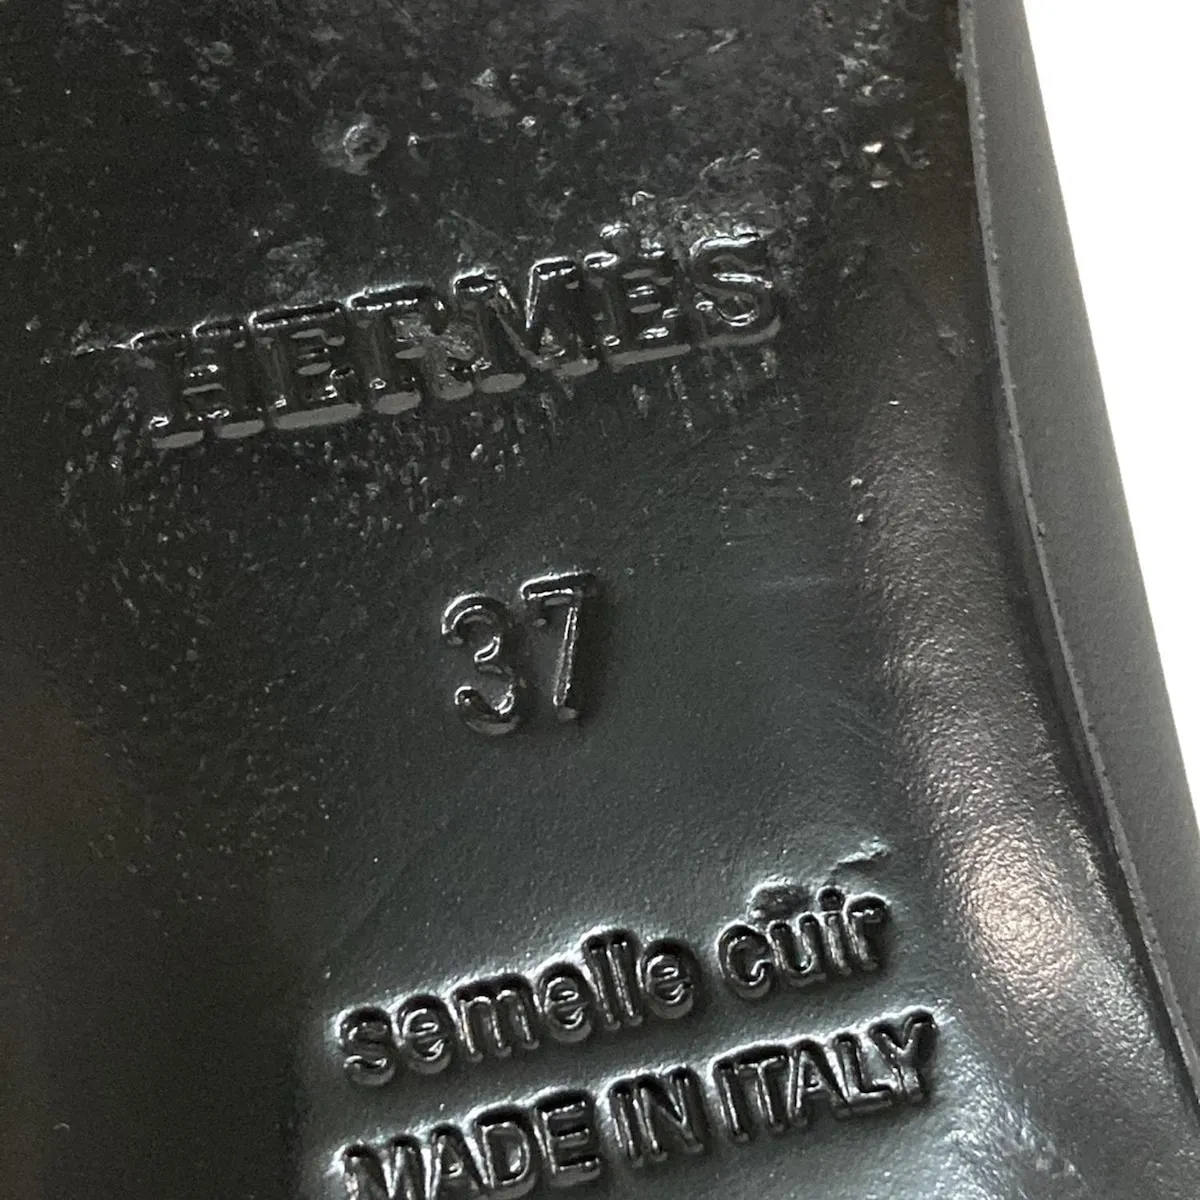 HERMÈS
37
semelle cuir
MADE IN ITALY